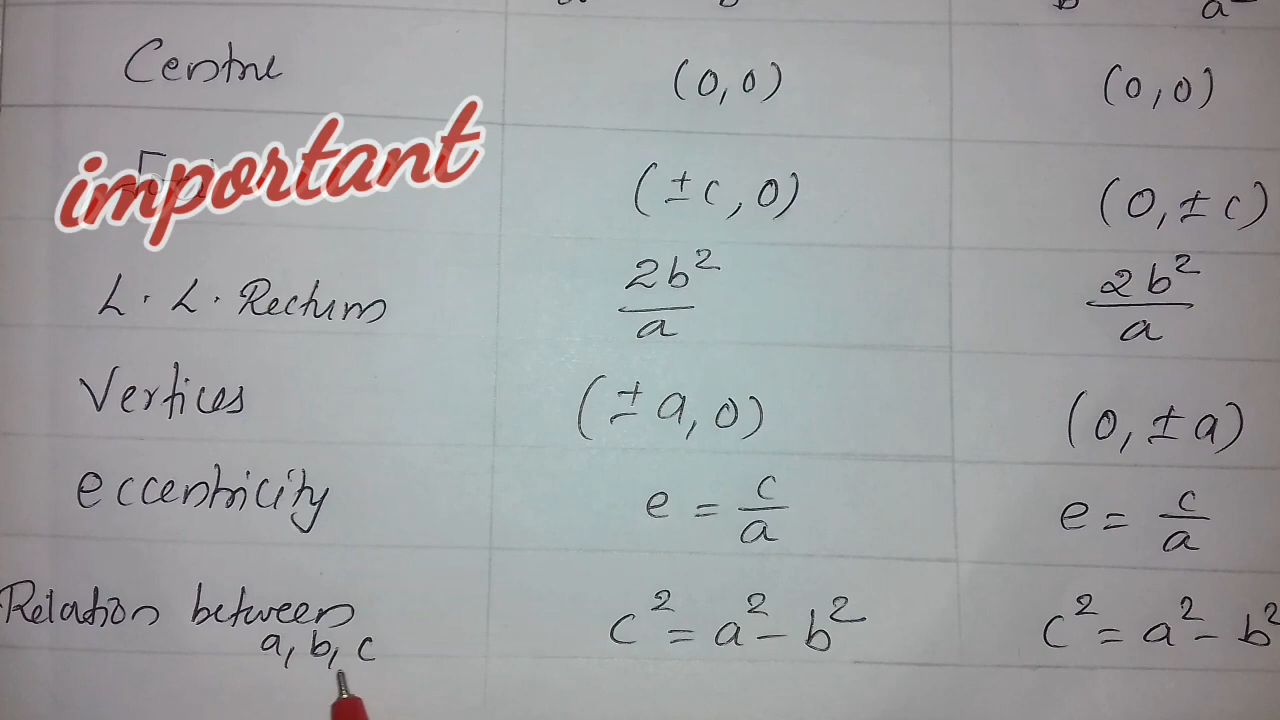 Centre (0,0) (0,0)
important
(±c,0) (0,±c)
L. L. Rectum 2b²/a 2b²/a
Vertices (±a,0) (0,±a)
eccentricity e = c/a e = c/a
Relation between c² = a² - b² c² = a² - b²
a, b, c